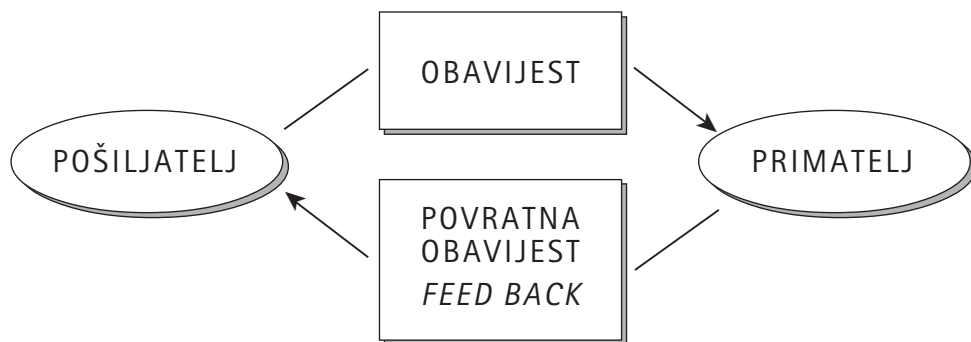 OBAVIJEST
POŠILJATELJ
PRIMATELJ
POVRATNA
OBAVIJEST
FEED BACK